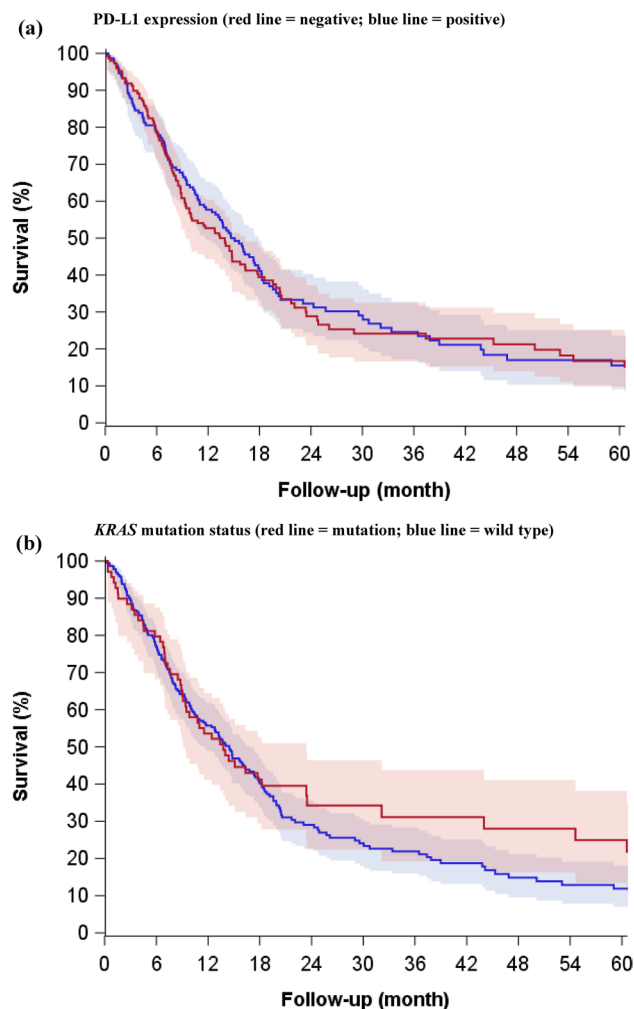 (a)
PD-L1 expression (red line = negative; blue line = positive)
100
90
80
70
60
50
40
30
20
10
0
Survival (%)
0 6 12 18 24 30 36 42 48 54 60
Follow-up (month)
(b)
KRAS mutation status (red line = mutation; blue line = wild type)
100
90
80
70
60
50
40
30
20
10
0
Survival (%)
0 6 12 18 24 30 36 42 48 54 60
Follow-up (month)